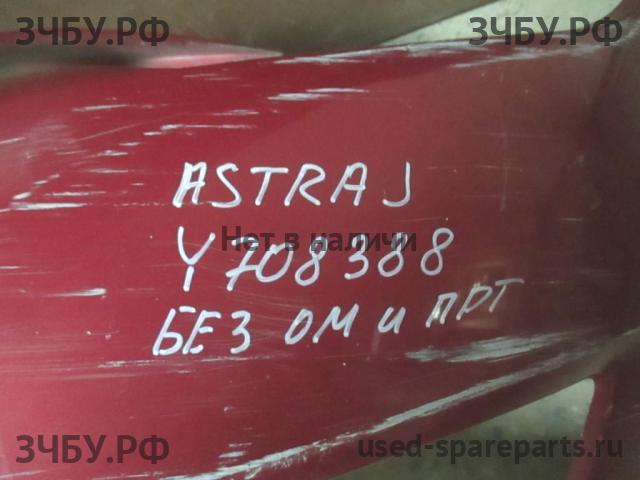 ЗЧБУ.РФ ЗЧБУ.РФ
ASTRA J
Нет в наличии
Y708388
БЕЗ ОМ И ПРТ
ЗЧБУ.РФ used-spareparts.ru